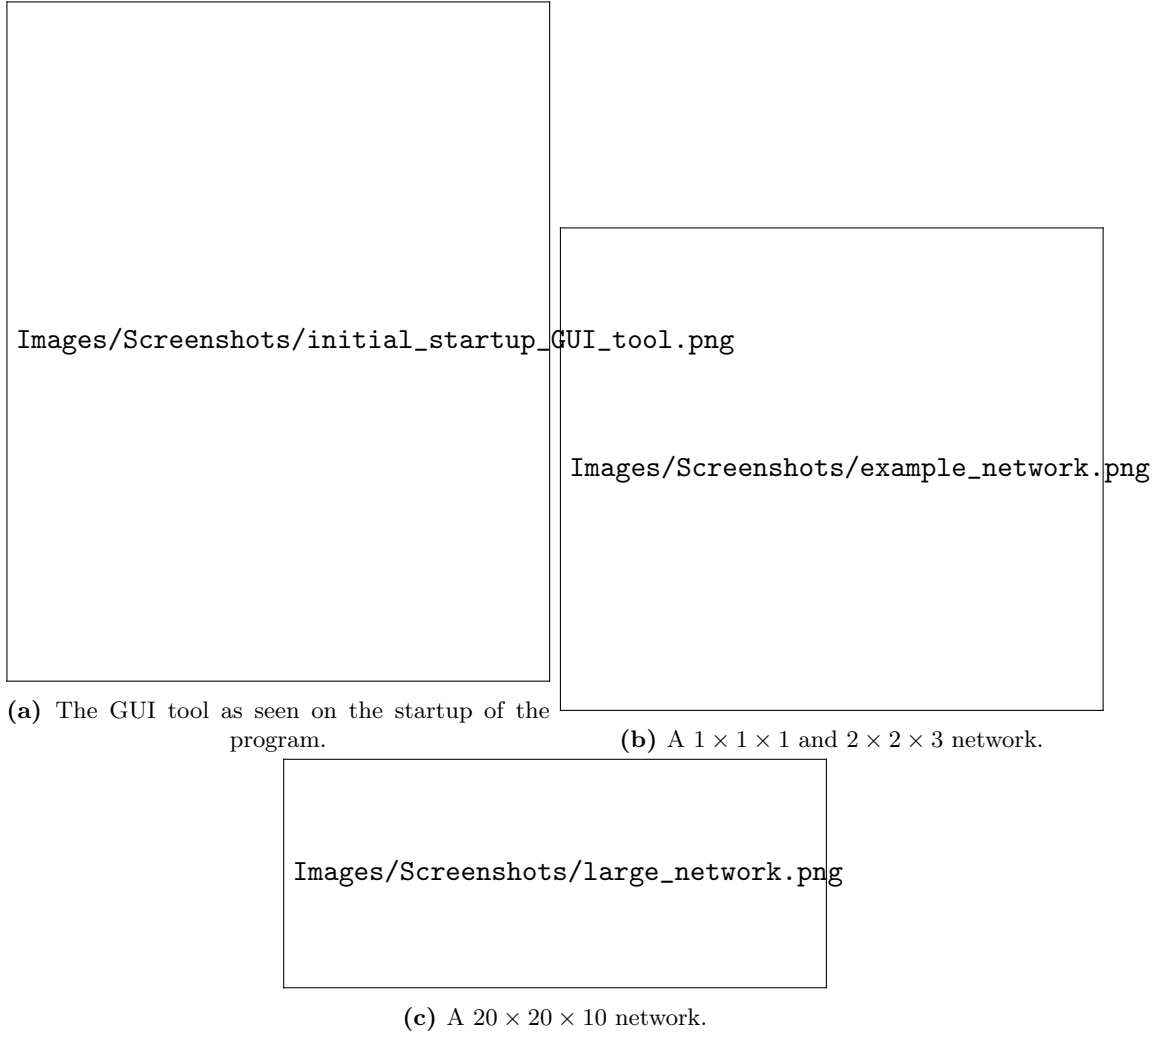 Images/Screenshots/initial_startup_GUI_tool.png
(a) The GUI tool as seen on the startup of the
program.
Images/Screenshots/example_network.png
(b) A 1 × 1 × 1 and 2 × 2 × 3 network.
Images/Screenshots/large_network.png
(c) A 20 × 20 × 10 network.